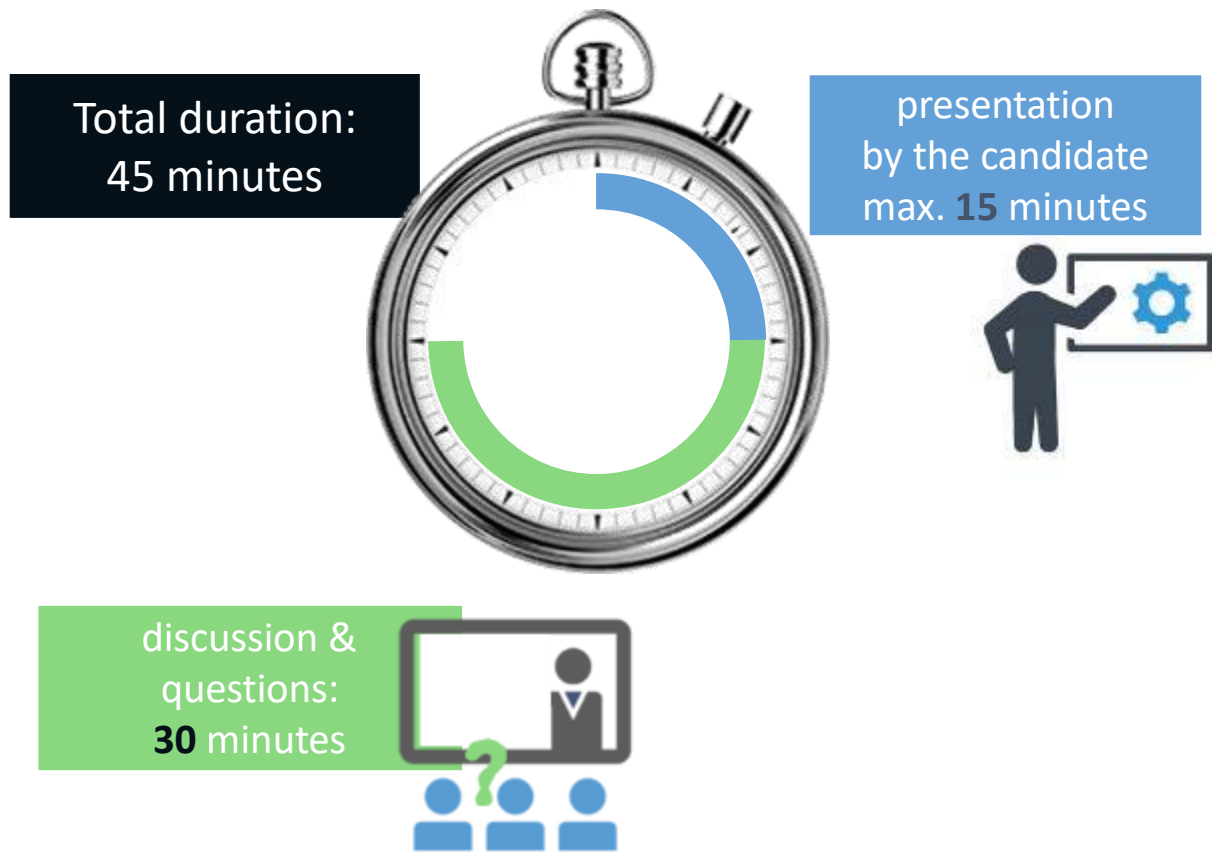 Total duration:
45 minutes
presentation
by the candidate
max. 15 minutes
discussion &
questions:
30 minutes
?